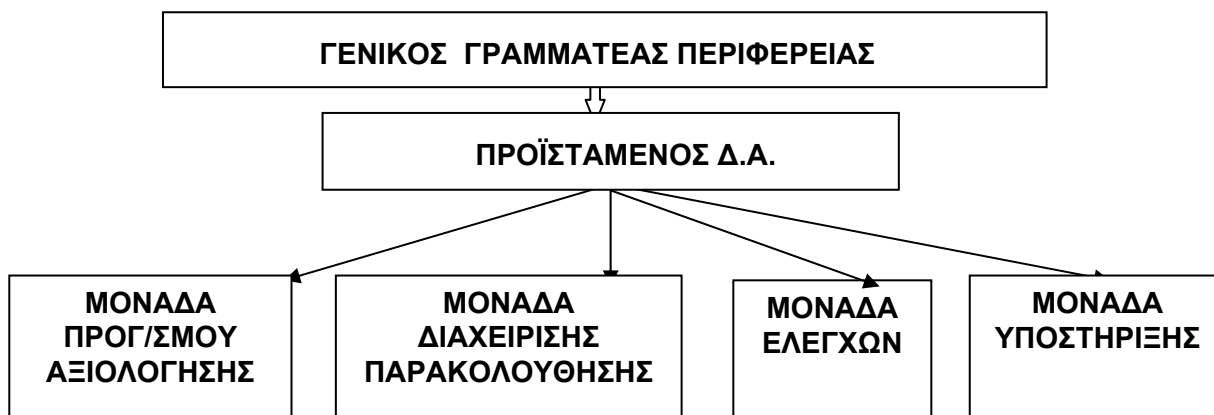 ΓΕΝΙΚΟΣ ΓΡΑΜΜΑΤΕΑΣ ΠΕΡΙΦΕΡΕΙΑΣ
ΠΡΟΪΣΤΑΜΕΝΟΣ Δ.Α.
ΜΟΝΑΔΑ
ΠΡΟΓ/ΣΜΟΥ
ΑΞΙΟΛΟΓΗΣΗΣ
ΜΟΝΑΔΑ
ΔΙΑΧΕΙΡΙΣΗΣ
ΠΑΡΑΚΟΛΟΥΘΗΣΗΣ
ΜΟΝΑΔΑ
ΕΛΕΓΧΩΝ
ΜΟΝΑΔΑ
ΥΠΟΣΤΗΡΙΞΗΣ